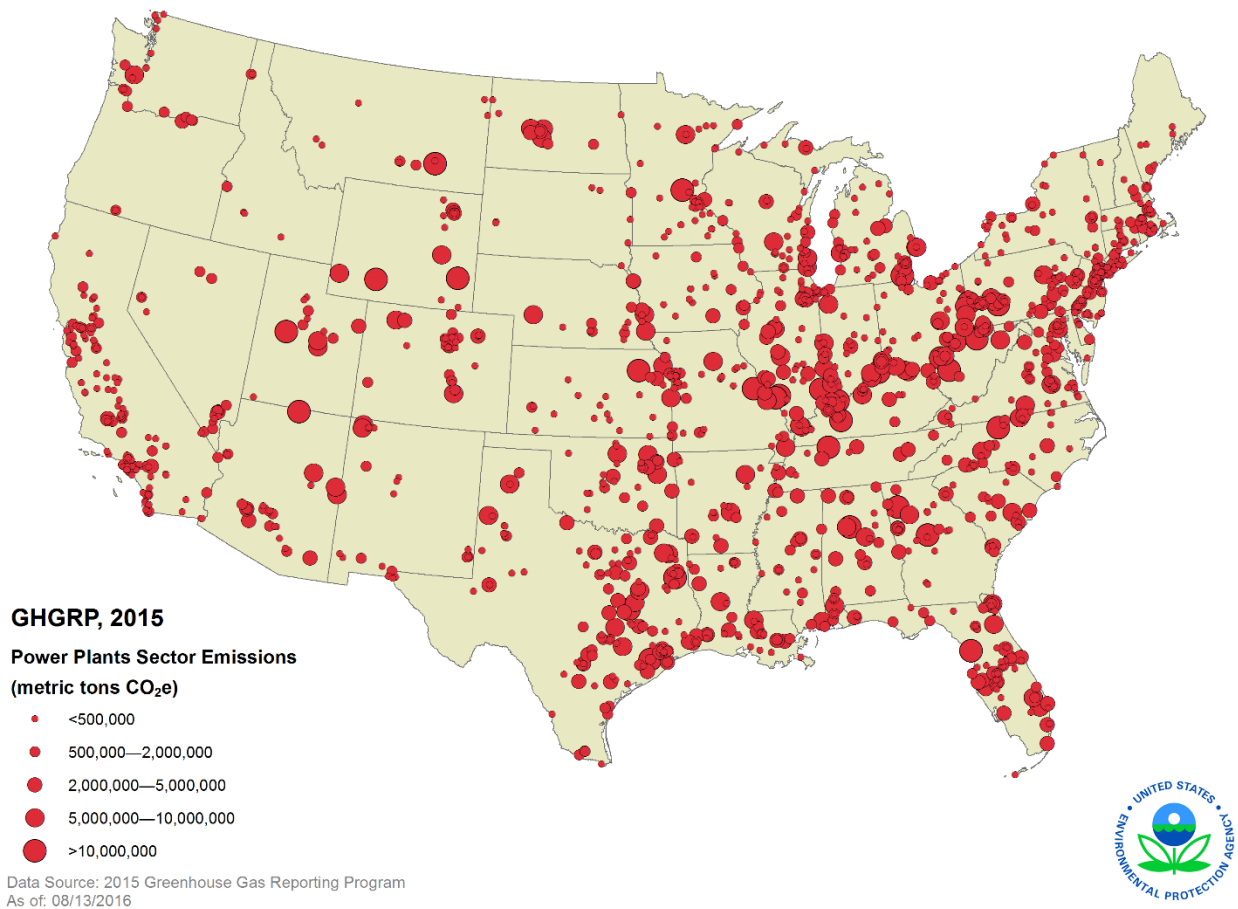 GHGRP, 2015
Power Plants Sector Emissions
(metric tons CO₂e)
<500,000
500,000—2,000,000
2,000,000—5,000,000
5,000,000—10,000,000
>10,000,000
Data Source: 2015 Greenhouse Gas Reporting Program
As of: 08/13/2016
UNITED STATES
ENVIRONMENTAL PROTECTION AGENCY